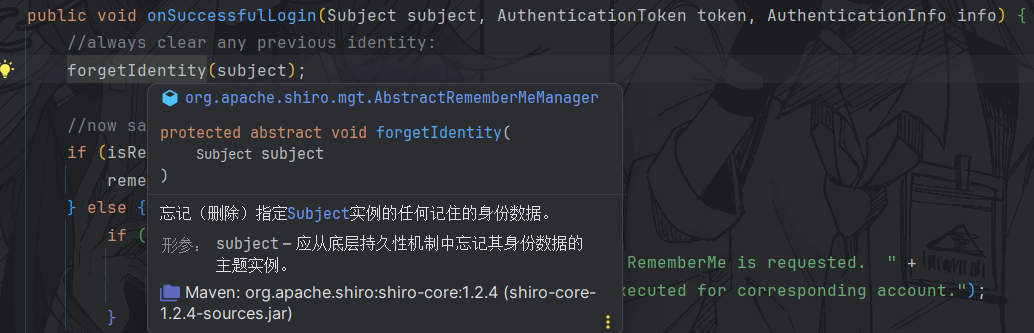 public void onSuccessfulLogin(Subject subject, AuthenticationToken token, AuthenticationInfo info) {
//always clear any previous identity:
forgetIdentity(subject);
org.apache.shiro.mgt.AbstractRememberMeManager
//now sa
protected abstract void forgetIdentity(
if (isRe
Subject subject
reme
)
} else {
忘记（删除）指定Subject实例的任何记住的身份数据。
if (
形参： subject – 应从底层持久性机制中忘记其身份数据的
主题实例。
RememberMe is requested.  " +
Maven: org.apache.shiro:shiro-core:1.2.4 (shiro-core-
xecuted for corresponding account.");
1.2.4-sources.jar)
}